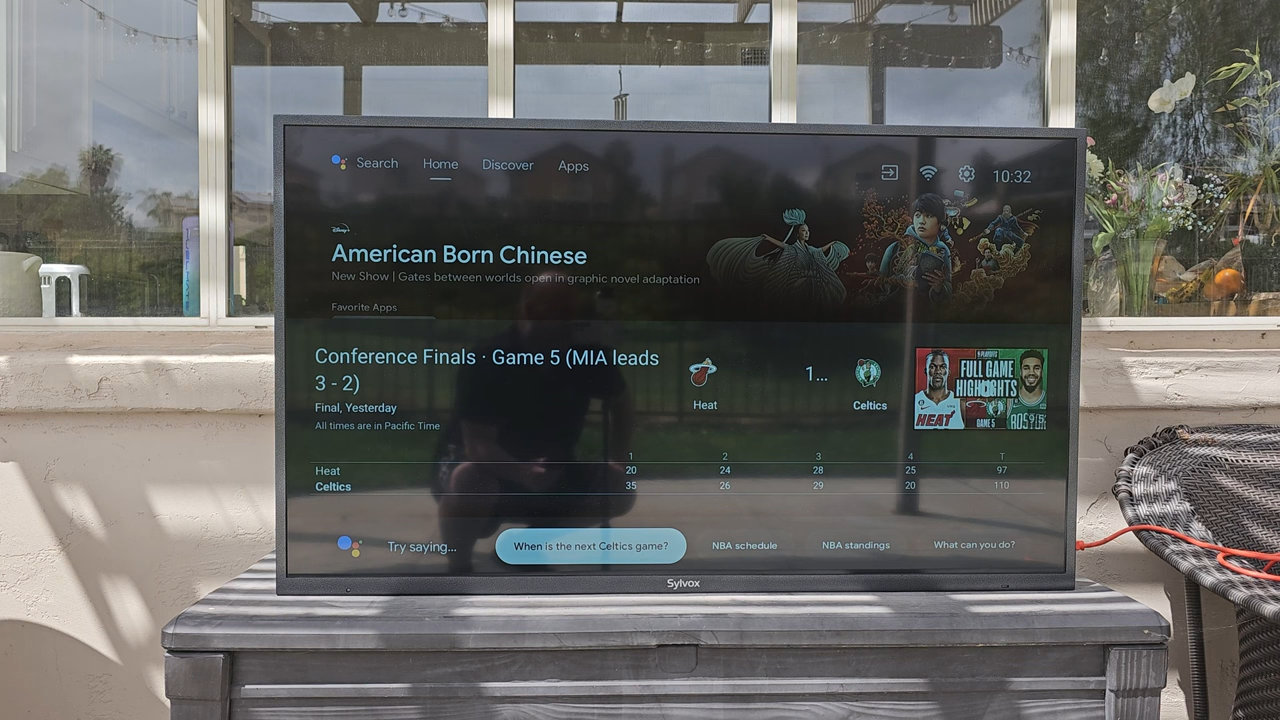 Search Home Discover Apps 10:32
Disney+
American Born Chinese
New Show | Gates between worlds open in graphic novel adaptation
Favorite Apps
Conference Finals · Game 5 (MIA leads
3 - 2)
Final, Yesterday
All times are in Pacific Time
Heat
1...
Celtics
FULL GAME
HIGHLIGHTS
HEAT
GAME 5
1 2 3 4 T
Heat 20 24 28 25 97
Celtics 35 26 29 20 110
Try saying... When is the next Celtics game? NBA schedule NBA standings What can you do?
Sylvox